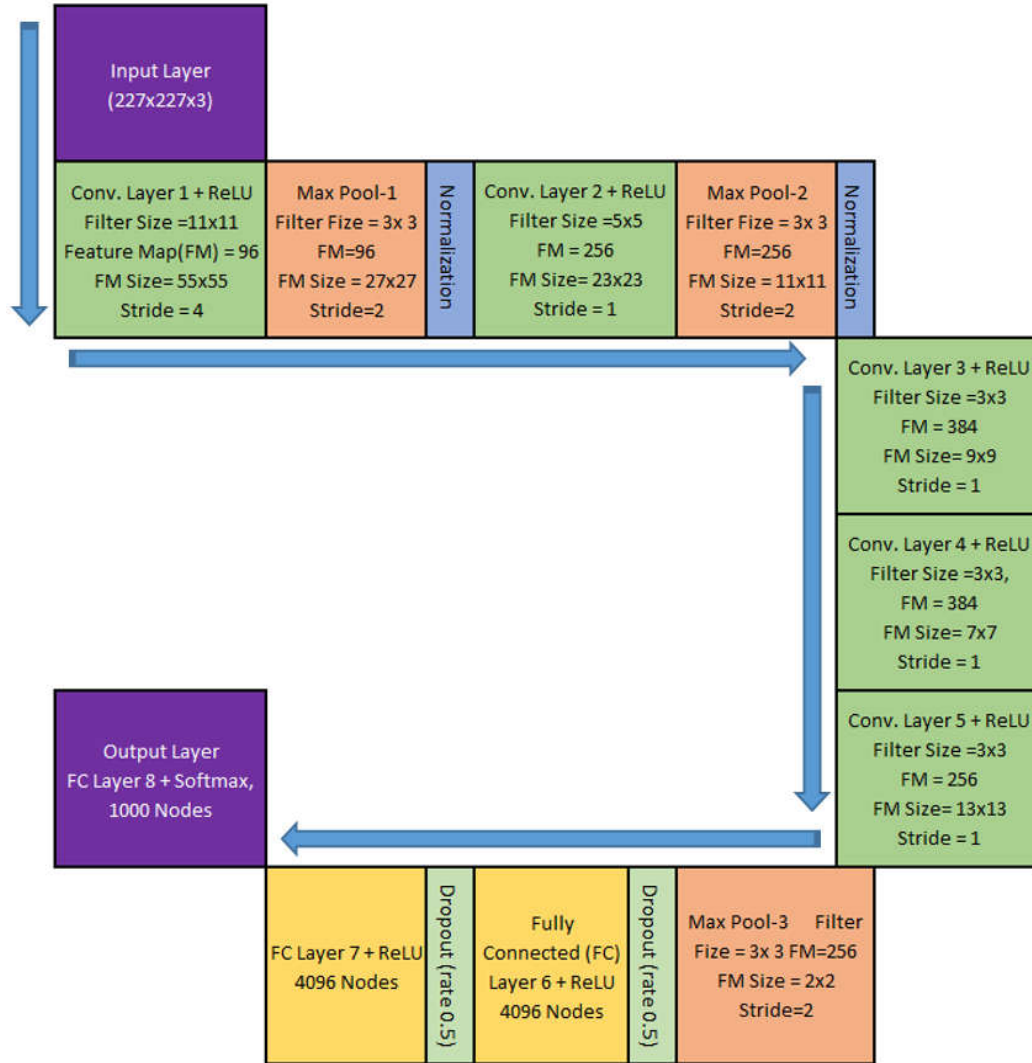 Input Layer
(227x227x3)
Conv. Layer 1 + ReLU
Filter Size =11x11
Feature Map(FM) = 96
FM Size= 55x55
Stride = 4
Max Pool-1
Filter Fize = 3x 3
FM=96
FM Size = 27x27
Stride=2
Normalization
Conv. Layer 2 + ReLU
Filter Size =5x5
FM = 256
FM Size= 23x23
Stride = 1
Max Pool-2
Filter Fize = 3x 3
FM=256
FM Size = 11x11
Stride=2
Normalization
Conv. Layer 3 + ReLU
Filter Size =3x3
FM = 384
FM Size= 9x9
Stride = 1
Conv. Layer 4 + ReLU
Filter Size =3x3,
FM = 384
FM Size= 7x7
Stride = 1
Conv. Layer 5 + ReLU
Filter Size =3x3
FM = 256
FM Size= 13x13
Stride = 1
Max Pool-3 Filter
Fize = 3x 3 FM=256
FM Size = 2x2
Stride=2
Dropout (rate 0.5)
Fully
Connected (FC)
Layer 6 + ReLU
4096 Nodes
Dropout (rate 0.5)
FC Layer 7 + ReLU
4096 Nodes
Output Layer
FC Layer 8 + Softmax,
1000 Nodes